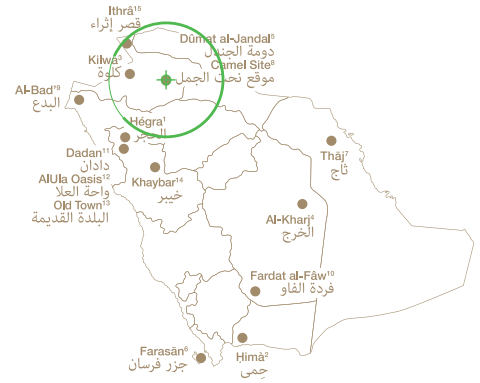 Ithrâ¹⁵
قصر إثراء
Dûmat al-Jandal⁵
دومة الجندل
Camel Site⁸
موقع نحت الجمل
Kilwa³
كلوة
Al-Bad'⁹
البدع
Hégra¹
الحجر
Dadan¹¹
دادان
AlUla Oasis¹²
واحة العلا
Old Town¹³
البلدة القديمة
Khaybar¹⁴
خيبر
Thâj⁷
ثاج
Al-Kharj⁴
الخرج
Fardat al-Fâw¹⁰
فردة الفاو
Farasān⁶
جزر فرسان
Ḥimà²
حِمى